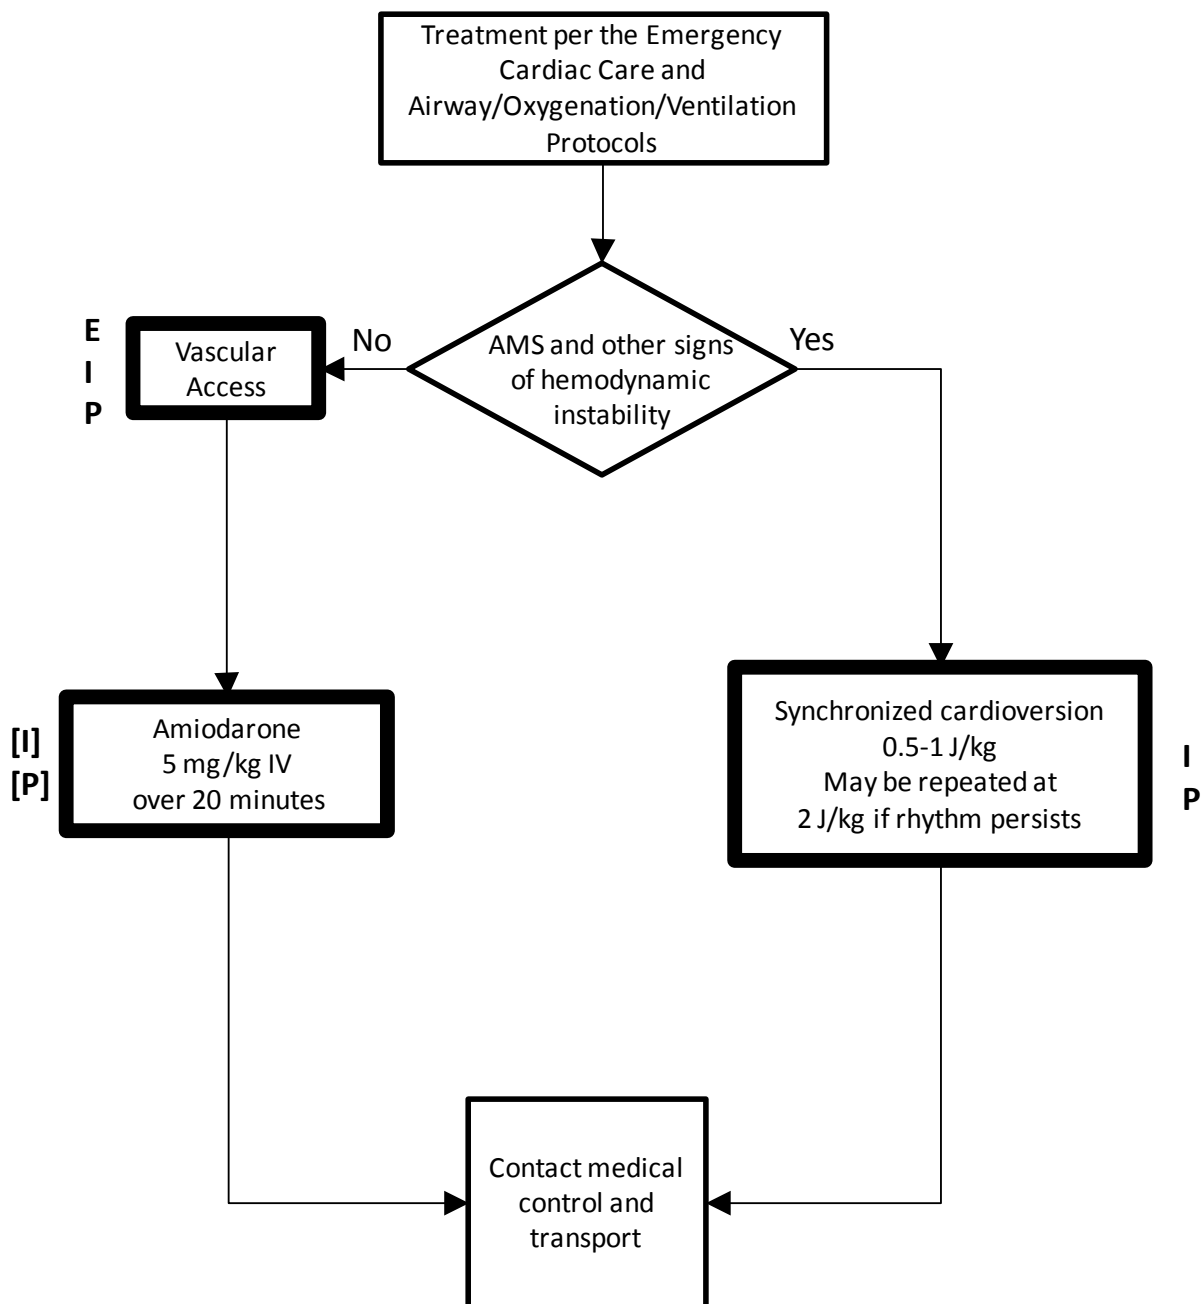 Treatment per the Emergency
Cardiac Care and
Airway/Oxygenation/Ventilation
Protocols
AMS and other signs
of hemodynamic
instability
No
Yes
E
I
P
Vascular
Access
[I]
[P]
Amiodarone
5 mg/kg IV
over 20 minutes
Synchronized cardioversion
0.5-1 J/kg
May be repeated at
2 J/kg if rhythm persists
I
P
Contact medical
control and
transport